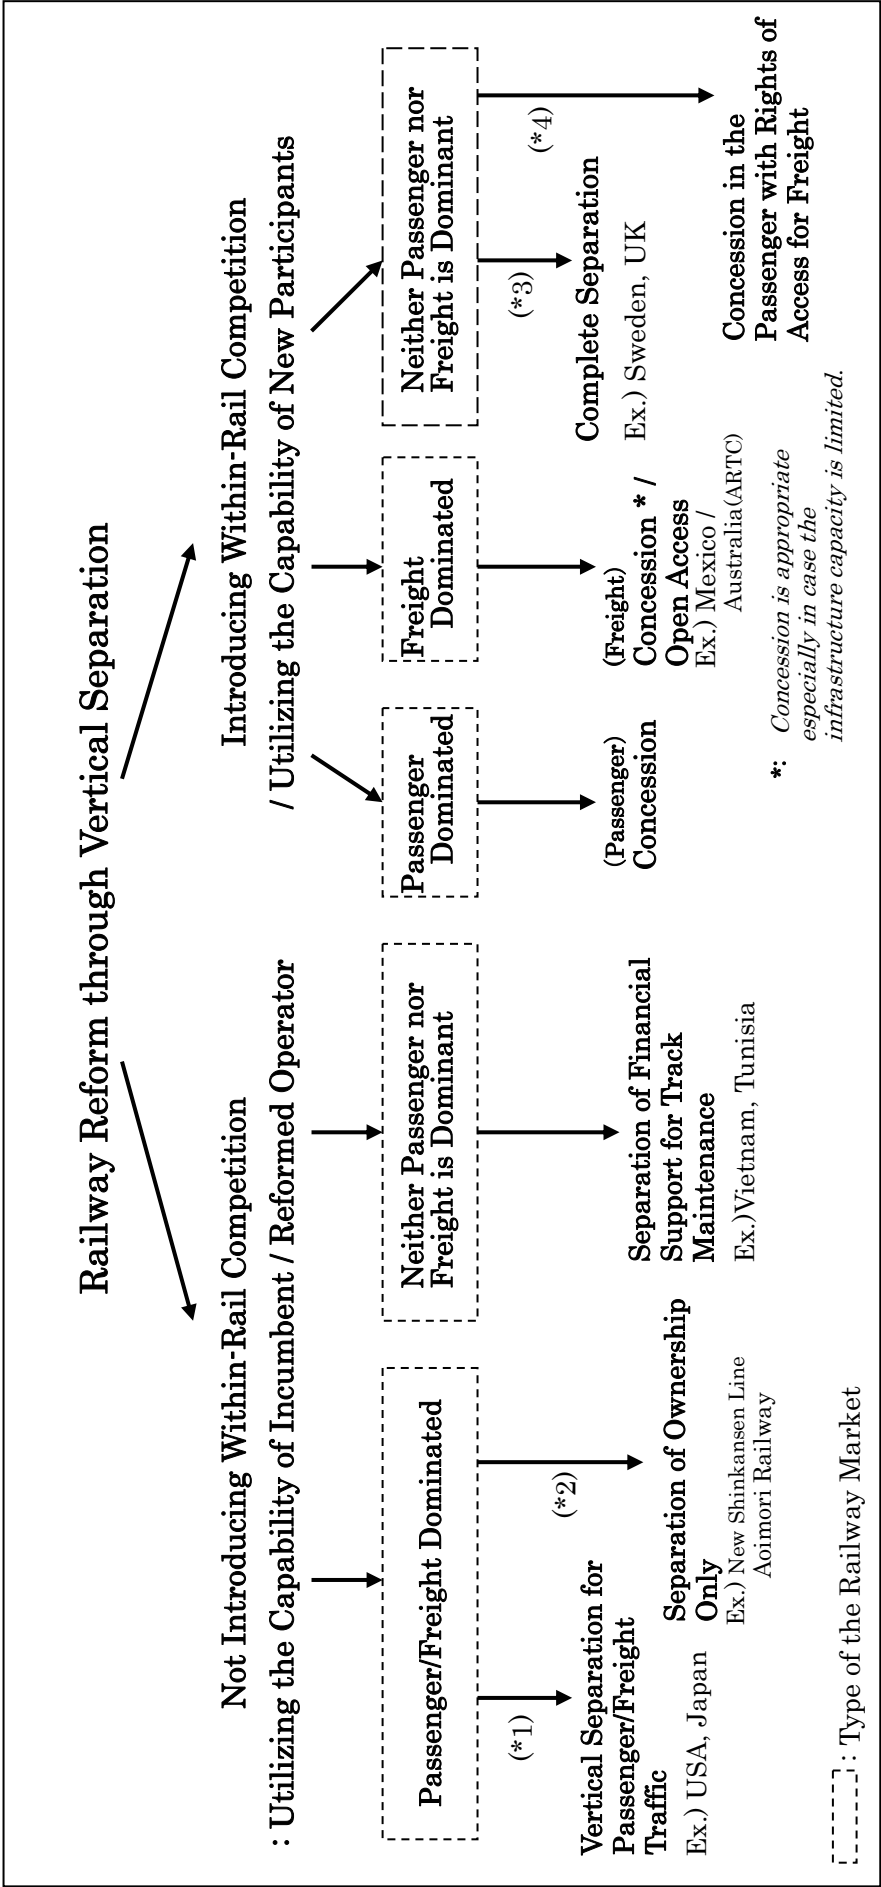 Railway Reform through Vertical Separation
Not Introducing Within-Rail Competition
: Utilizing the Capability of Incumbent / Reformed Operator
Introducing Within-Rail Competition
/ Utilizing the Capability of New Participants
Passenger/Freight Dominated
Neither Passenger nor
Freight is Dominant
Passenger
Dominated
Freight
Dominated
Neither Passenger nor
Freight is Dominant
(*1)
Vertical Separation for
Passenger/Freight
Traffic
Ex.) USA, Japan
(*2)
Separation of Ownership
Only
Ex.) New Shinkansen Line
Aoimori Railway
Separation of Financial
Support for Track
Maintenance
Ex.)Vietnam, Tunisia
(Passenger)
Concession
(Freight)
Concession * /
Open Access
Ex.) Mexico /
Australia(ARTC)
(*3)
Complete Separation
Ex.) Sweden, UK
(*4)
Concession in the
Passenger with Rights of
Access for Freight
*: Concession is appropriate
especially in case the
infrastructure capacity is limited.
: Type of the Railway Market